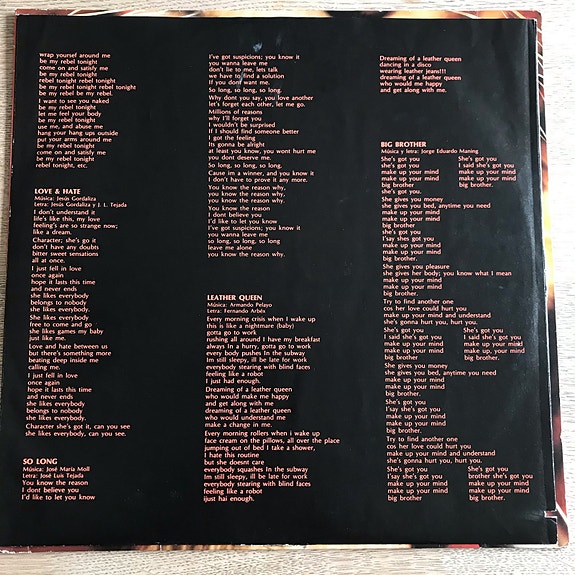 wrap yoursef around me
be my rebel tonight
come on and satisfy me
rebel tonight rebel tonight
be my rebel rebel tonight
be my rebel be my rebel.
I want to see you naked
be my rebel tonight
let me feel your body
be my rebel tonight
use me, and abuse me
hang your hang ups outside
put your arms around me
be my rebel tonight
come on and satisfy me
be my rebel tonight
rebel tonight, etc.
LOVE & HATE
Música: Jesús Gordaliza
Letra: Jesús Gordaliza y J. L. Tejada
I don't understand it
life's like this, my love
feeling's are so strange now,
like a dream.
Character; she's go it
don't have any doubts
bitter sweet sensations
all at once.
I just fell in love
once again
hope it lasts this time
and never ends
she likes everybody
belongs to nobody
she likes everybody.
she likes everybody
free to come and go
she likes games my baby
just like me.
Love and hate between us
but there's something more
beating deep inside me
calling me.
I just fell in love
once again
hope it lasts this time
and never ends
she likes everybody
belongs to nobody
she likes everybody.
Character she's got it, can you see
she likes everybody, can you see.
SO LONG
Música: José María Moll
Letra: José Luis Tejada
You know the reason
I dont believe you
I'd like to let you know
I've got suspicions; you know it
you wanna leave me
don't lie to me, lets talk
we have to find a solution
If you dont want me.
So long, so long, so long
Why dont you say, you love another
let's forget each other, let me go.
Millions of reasons
why I'll forget you
I wouldn't be surprised
If I should find someone better
I got the feeling
Its gonna be alright
at least you know, you wont hurt me
you dont deserve me.
So long, so long, so long.
Cause im a winner, and you know it
I don't have to prove it any more.
You know the reason why,
You know the reason why.
you know the reason why.
You know the reason
I dont believe you
I'd like to let you know
I've got suspicions; you know it
you wanna leave me
so long, so long, so long
leave me alone
you know the reason why.
LEATHER QUEEN
Música: Armando Pelayo
Letra: Fernando Arbéx
Every morning crisis when I wake up
this is like a nightmare (baby)
gotta go to work
rushing all around I have my breakfast
always In a hurry, gotta go to work
every body pushes In the subway
Im still sleepy, ill be late for work
everybody stearing with blind faces
feeling like a robot
I just had enough.
Dreaming of a leather queen
who would make me happy
and get along with me
dreaming of a leather queen
who would understand me
make a change in me.
Every morning rollers when i wake up
face cream on the pillows, all over the place
jumping out of bed I take a shower,
I hate this routine
but she doesnt care
everybody squashes In the subway
Im still sleepy, ill be late for work
everybody stearing with blind faces
feeling like a robot
ijust hai enough.
Dreaming of a leather queen
dancing in a disco
wearing leather jeans!!!
dreaming of a leather queen
who would me happy
and get along with me.
BIG BROTHER
Música y letra: Jorge Eduardo Maning
She's got you
I said she's got you
make up your mind
make up your mind
big brother
she's got you.
She's got you
I said she's got you
make up your mind
make up your mind
big brother.
She's gives you money
she gives you bed, anytime you need
make up your mind
make up your mind
big brother
she's got you
I'say shes got you
make up your mind
make up your mind
big brother.
She gives you pleasure
she gives her body; you know what I mean
make up your mind
make up your mind
big brother.
Try to find another one
cos her love could hurt you
make up your mind and understand
she's gonna hurt you, hurt you.
She's got you
I said she's got you
make up your mind
make up your mind
big brother.
She's got you
I said she's got you
make up your mind
make up your mind
big brother.
She's gives you money
she gives you bed, anytime you need
make up your mind
make up your mind
big brother.
She's got you
I'say she's got you
make up your mind
make up your mind
big brother.
Try to find another one
cos her love could hurt you
make up your mind and understand
she's gonna hurt you, hurt you.
She's got you
I'say she's got you
make up your mind
make up your mind
big brother
She's got you
brother she's got you
make up your mind
make up your mind
big brother.